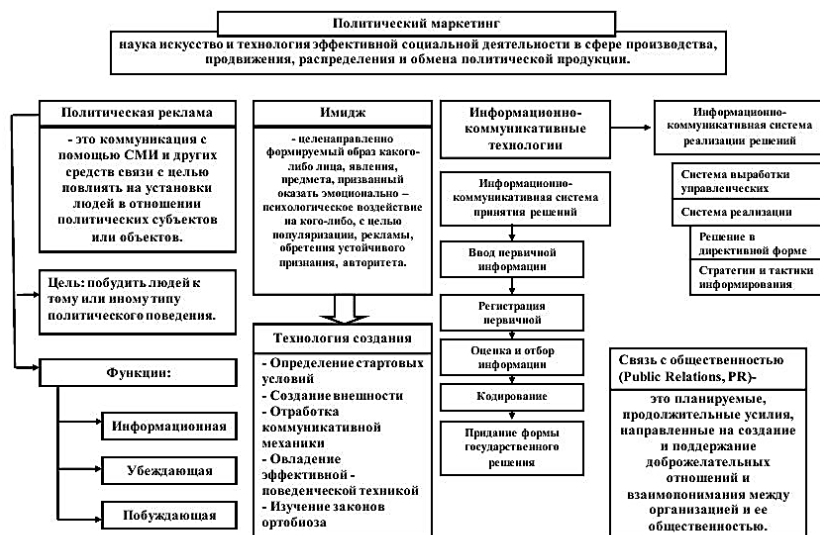 Политический маркетинг
наука искусство и технология эффективной социальной деятельности в сфере производства,
продвижения, распределения и обмена политической продукции.
Политическая реклама
- это коммуникация с
помощью СМИ и других
средств связи с целью
повлиять на установки
людей в отношении
политических субъектов
или объектов.
Цель: побудить людей к
тому или иному типу
политического поведения.
Функции:
Информационная
Убеждающая
Побуждающая
Имидж
- целенаправленно
формируемый образ какого-
либо лица, явления,
предмета, призванный
оказать эмоционально –
психологическое воздействие
на кого-либо, с целью
популяризации, рекламы,
обретения устойчивого
признания, авторитета.
Технология создания
- Определение стартовых
условий
- Создание внешности
- Отработка
коммуникативной
механики
- Овладение
эффективной -
поведенческой техникой
- Изучение законов
ортобиоза
Информационно-
коммуникативные
технологии
Информационно-
коммуникативная система
принятия решений
Ввод первичной
информации
Регистрация
первичной
Оценка и отбор
информации
Кодирование
Придание формы
государственного
решения
Информационно-
коммуникативная система
реализации решений
Система выработки
управленческих
Система реализации
Решение в
директивной форме
Стратегии и тактики
информирования
Связь с общественностью
(Public Relations, PR)-
это планируемые,
продолжительные усилия,
направленные на создание
и поддержание
доброжелательных
отношений и
взаимопонимания между
организацией и ее
общественностью.